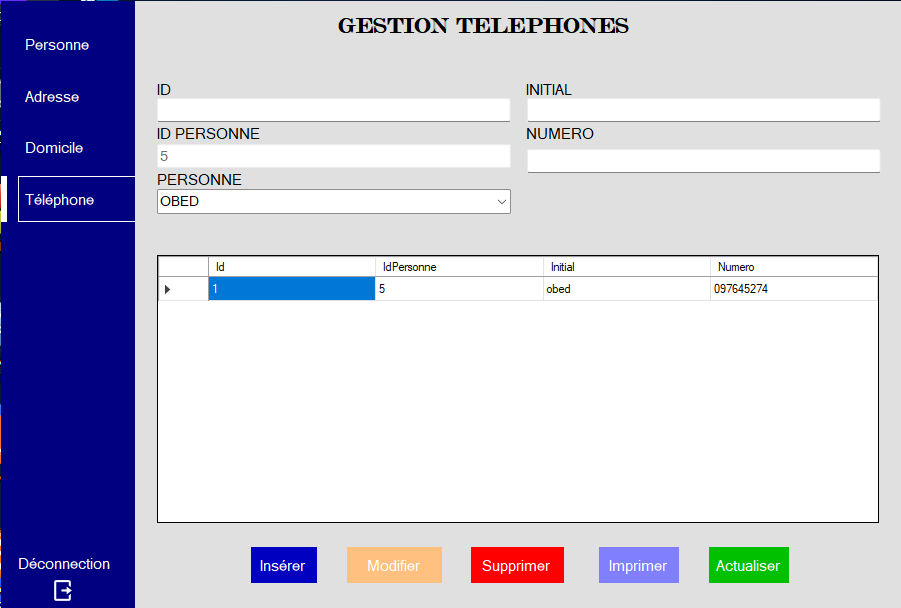 GESTION TELEPHONES
Personne
Adresse
Domicile
Téléphone
Déconnection
ID
INITIAL
ID PERSONNE
5
NUMERO
PERSONNE
OBED
Id IdPersonne Initial Numero
1 5 obed 097645274
Insérer Modifier Supprimer Imprimer Actualiser